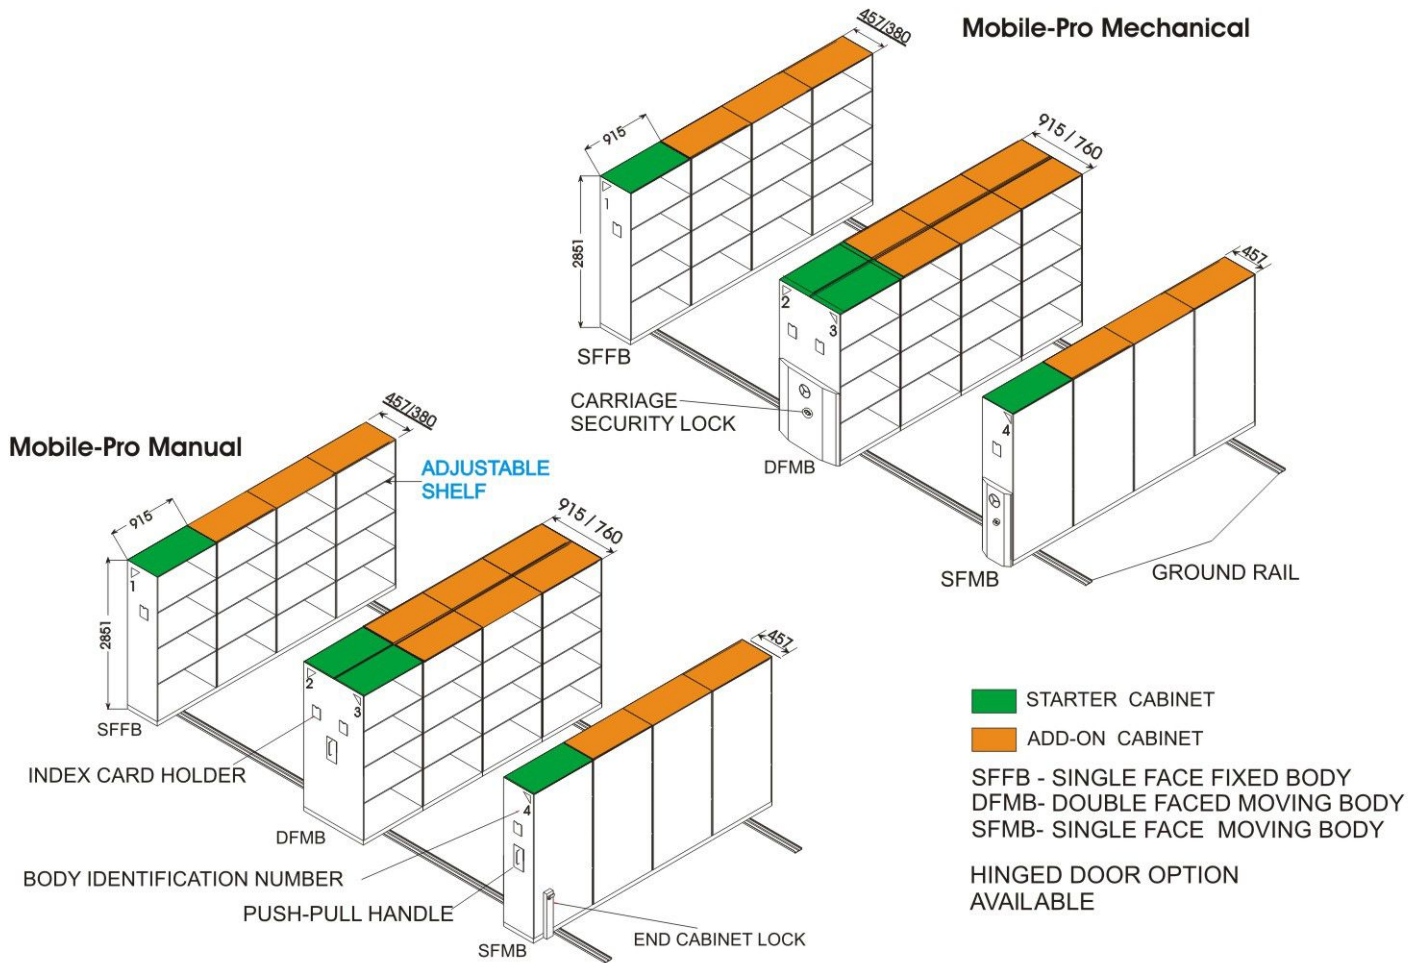 Mobile-Pro Mechanical
457/380
915
2851
1
SFFB
915 / 760
2
3
CARRIAGE
SECURITY LOCK
DFMB
457
4
SFMB
GROUND RAIL
Mobile-Pro Manual
457/380
ADJUSTABLE
SHELF
915
2851
1
SFFB
INDEX CARD HOLDER
915 / 760
2
3
DFMB
BODY IDENTIFICATION NUMBER
PUSH-PULL HANDLE
457
4
SFMB
END CABINET LOCK
STARTER CABINET
ADD-ON CABINET
SFFB - SINGLE FACE FIXED BODY
DFMB- DOUBLE FACED MOVING BODY
SFMB- SINGLE FACE MOVING BODY
HINGED DOOR OPTION
AVAILABLE